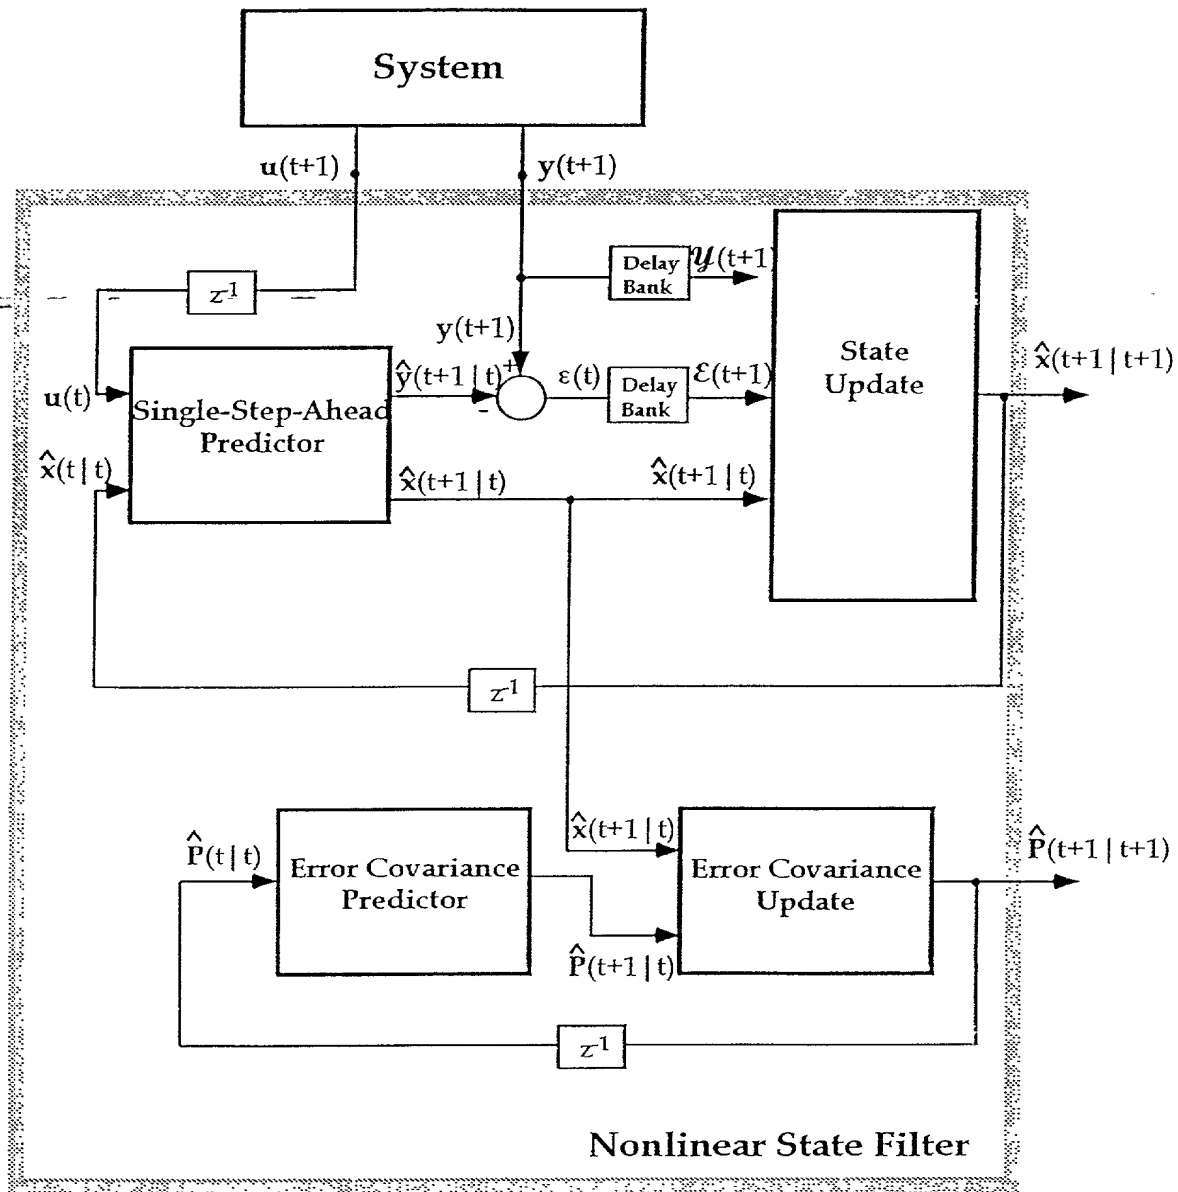 System
u(t+1)
y(t+1)
Delay
Bank
𝒴(t+1)
z⁻¹
y(t+1)
State
Update
x̂(t+1|t+1)
ŷ(t+1|t)
+
-
ε(t)
Delay
Bank
ℰ(t+1)
u(t)
Single-Step-Ahead
Predictor
x̂(t|t)
x̂(t+1|t)
x̂(t+1|t)
z⁻¹
x̂(t+1|t)
P̂(t|t)
Error Covariance
Predictor
Error Covariance
Update
P̂(t+1|t+1)
P̂(t+1|t)
z⁻¹
Nonlinear State Filter